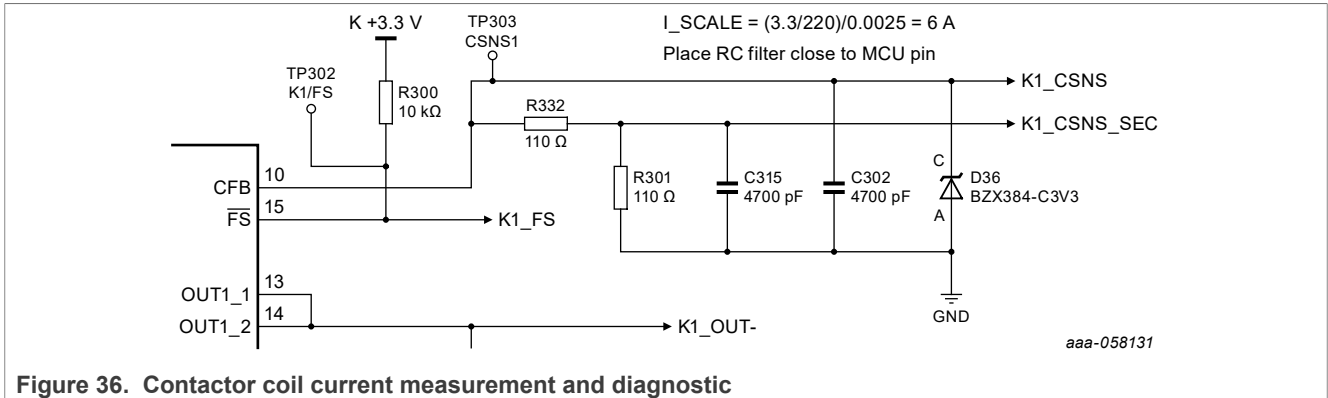 K +3.3 V
TP303
CSNS1
I_SCALE = (3.3/220)/0.0025 = 6 A
Place RC filter close to MCU pin
TP302
K1/FS
R300
10 kΩ
K1_CSNS
R332
110 Ω
K1_CSNS_SEC
CFB
10
R301
110 Ω
C315
4700 pF
C302
4700 pF
C
D36
BZX384-C3V3
A
FS
15
K1_FS
OUT1_1
13
OUT1_2
14
K1_OUT-
GND
aaa-058131
Figure 36. Contactor coil current measurement and diagnostic